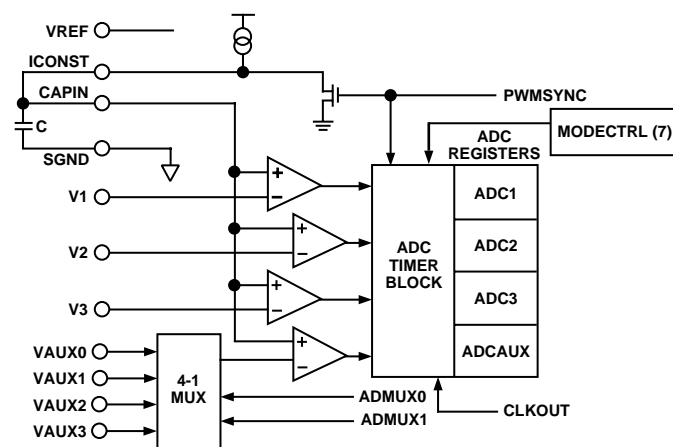 VREF
ICONST
CAPIN
C
SGND
PWMSYNC
MODECTRL (7)
ADC
REGISTERS
V1
V2
V3
+
−
+
−
+
−
+
−
ADC
TIMER
BLOCK
ADC1
ADC2
ADC3
ADCAUX
VAUX0
VAUX1
VAUX2
VAUX3
4-1
MUX
ADMUX0
ADMUX1
CLKOUT